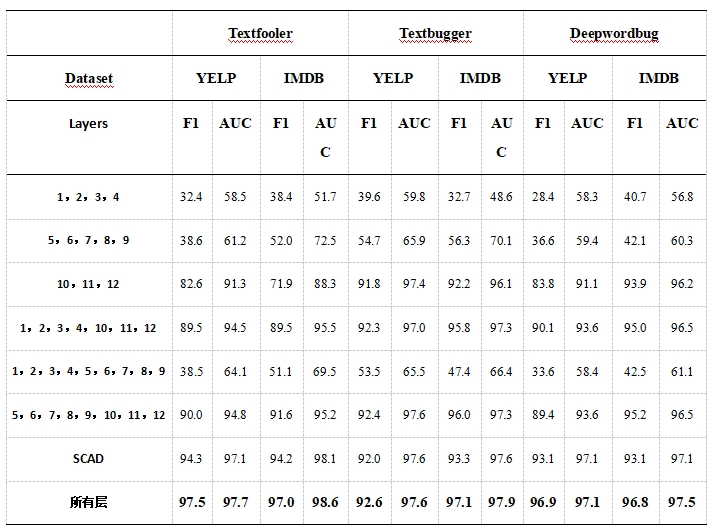 Textfooler Textbugger Deepwordbug
Dataset YELP IMDB YELP IMDB YELP IMDB
Layers F1 AUC F1 AU F1 AUC F1 AU F1 AUC F1 AUC
C C
1，2，3，4 32.4 58.5 38.4 51.7 39.6 59.8 32.7 48.6 28.4 58.3 40.7 56.8
5，6，7，8，9 38.6 61.2 52.0 72.5 54.7 65.9 56.3 70.1 36.6 59.4 42.1 60.3
10，11，12 82.6 91.3 71.9 88.3 91.8 97.4 92.2 96.1 83.8 91.1 93.9 96.2
1，2，3，4，10，11，12 89.5 94.5 89.5 95.5 92.3 97.0 95.8 97.3 90.1 93.6 95.0 96.5
1，2，3，4，5，6，7，8，9 38.5 64.1 51.1 69.5 53.5 65.5 47.4 66.4 33.6 58.4 42.5 61.1
5，6，7，8，9，10，11，12 90.0 94.8 91.6 95.2 92.4 97.6 96.0 97.3 89.4 93.6 95.2 96.5
SCAD 94.3 97.1 94.2 98.1 92.0 97.6 93.3 97.6 93.1 97.1 93.1 97.1
所有层 97.5 97.7 97.0 98.6 92.6 97.6 97.1 97.9 96.9 97.1 96.8 97.5